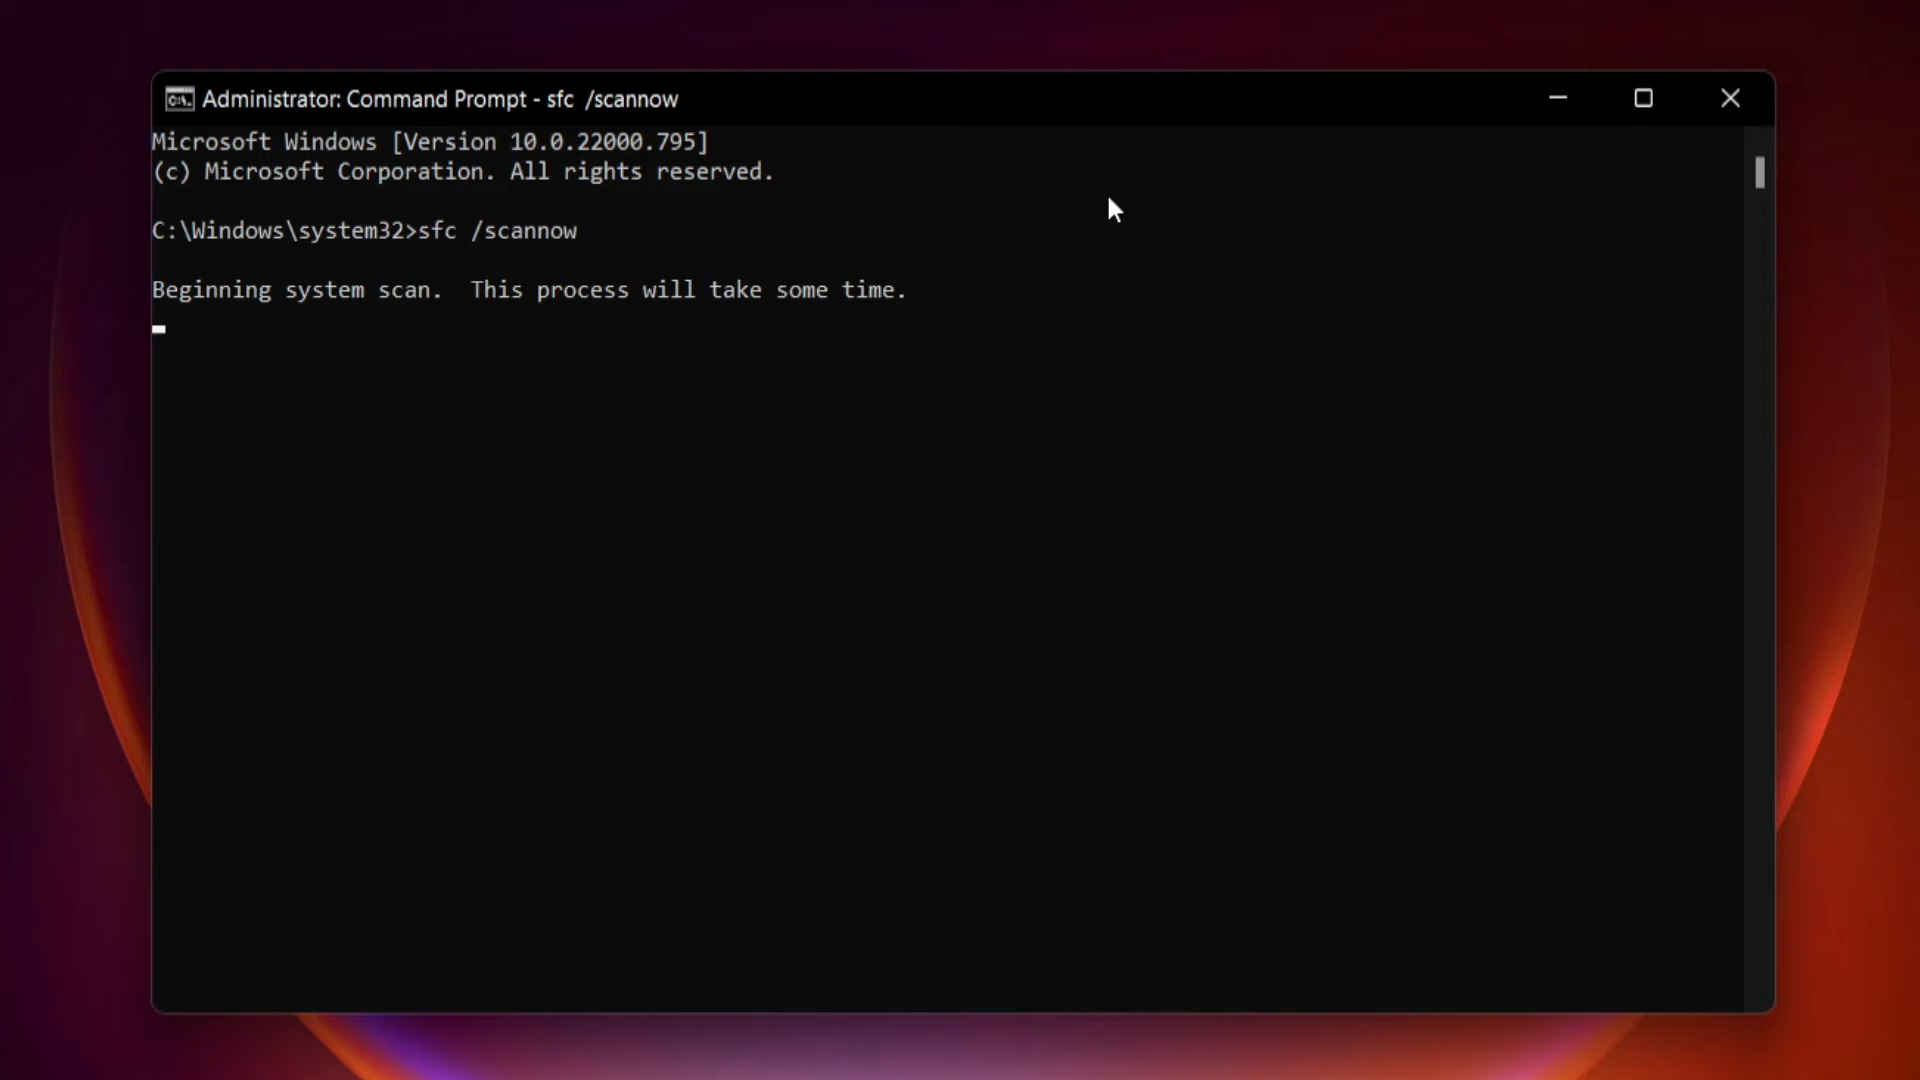 Administrator: Command Prompt - sfc  /scannow
Microsoft Windows [Version 10.0.22000.795]
(c) Microsoft Corporation. All rights reserved.
C:\Windows\system32>sfc /scannow
Beginning system scan.  This process will take some time.